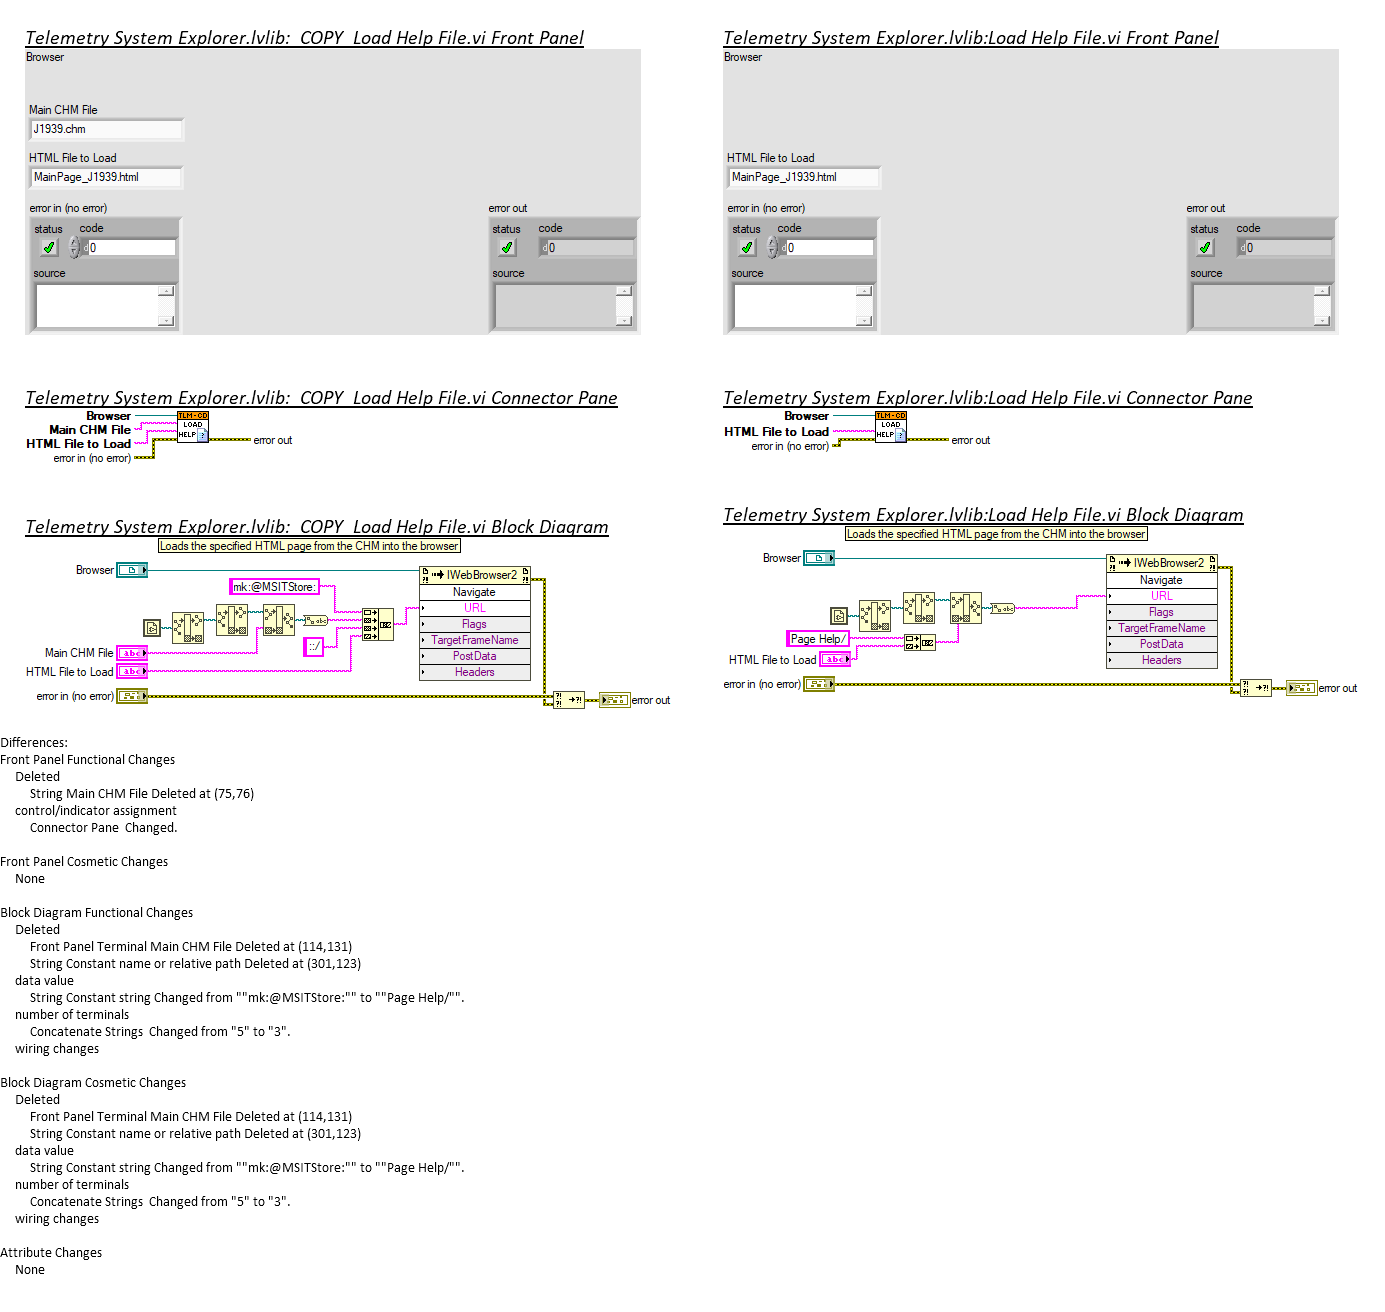 Telemetry System Explorer.lvlib:  COPY  Load Help File.vi Front Panel
Browser
Main CHM File
J1939.chm
HTML File to Load
MainPage_J1939.html
error in (no error)
status code
0
source
error out
status code
0
source
Telemetry System Explorer.lvlib:Load Help File.vi Front Panel
Browser
HTML File to Load
MainPage_J1939.html
error in (no error)
status code
0
source
error out
status code
0
source
Telemetry System Explorer.lvlib:  COPY  Load Help File.vi Connector Pane
Browser
Main CHM File
HTML File to Load
error in (no error)
TLM-CD
LOAD
HELP ?
error out
Telemetry System Explorer.lvlib:Load Help File.vi Connector Pane
Browser
HTML File to Load
error in (no error)
TLM-CD
LOAD
HELP ?
error out
Telemetry System Explorer.lvlib:  COPY  Load Help File.vi Block Diagram
Loads the specified HTML page from the CHM into the browser
Browser
mk:@MSITStore:
abc
::/
Main CHM File abc
HTML File to Load abc
error in (no error)
IWebBrowser2
Navigate
URL
Flags
TargetFrameName
PostData
Headers
error out
Telemetry System Explorer.lvlib:Load Help File.vi Block Diagram
Loads the specified HTML page from the CHM into the browser
Browser
abc
Page Help/
HTML File to Load abc
error in (no error)
IWebBrowser2
Navigate
URL
Flags
TargetFrameName
PostData
Headers
error out
Differences:
Front Panel Functional Changes
Deleted
String Main CHM File Deleted at (75,76)
control/indicator assignment
Connector Pane  Changed.
Front Panel Cosmetic Changes
None
Block Diagram Functional Changes
Deleted
Front Panel Terminal Main CHM File Deleted at (114,131)
String Constant name or relative path Deleted at (301,123)
data value
String Constant string Changed from ""mk:@MSITStore:"" to ""Page Help/"".
number of terminals
Concatenate Strings  Changed from "5" to "3".
wiring changes
Block Diagram Cosmetic Changes
Deleted
Front Panel Terminal Main CHM File Deleted at (114,131)
String Constant name or relative path Deleted at (301,123)
data value
String Constant string Changed from ""mk:@MSITStore:"" to ""Page Help/"".
number of terminals
Concatenate Strings  Changed from "5" to "3".
wiring changes
Attribute Changes
None